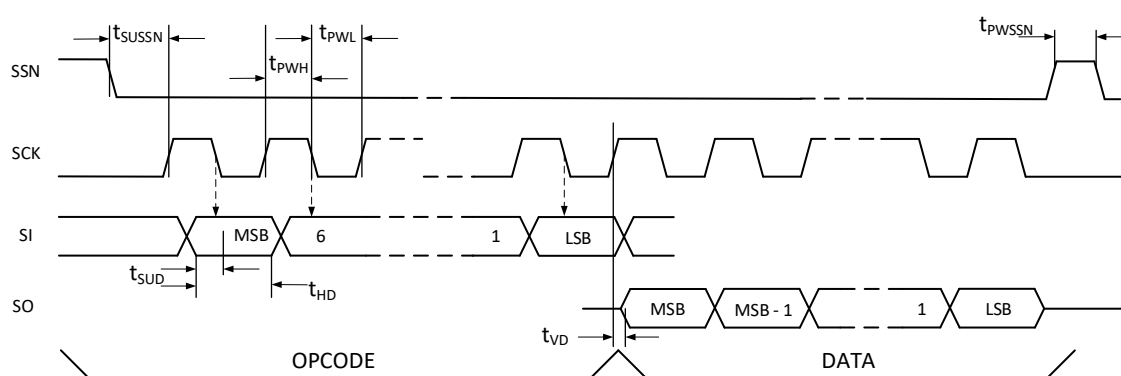 tSUSSN tPWL tPWSSN
tPWH
SSN
SCK
SI MSB 6 1 LSB
tSUD tHD
SO MSB MSB - 1 1 LSB
tVD
OPCODE DATA